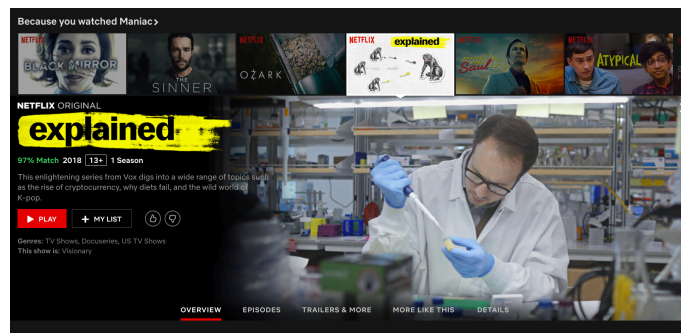 Because you watched Maniac >
NETFLIX
BLACK MIRROR
THE
SINNER
NETFLIX
OZARK
NETFLIX
explained
NETFLIX
Saul
NETFLIX
ATYPICAL
NETFLIX ORIGINAL
explained
97% Match 2018 13+ 1 Season
This enlightening series from Vox digs into a wide range of topics such
as the rise of cryptocurrency, why diets fail, and the wild world of
K-pop.
PLAY + MY LIST
Genres: TV Shows, Docuseries, US TV Shows
This show is: Visionary
OVERVIEW EPISODES TRAILERS & MORE MORE LIKE THIS DETAILS